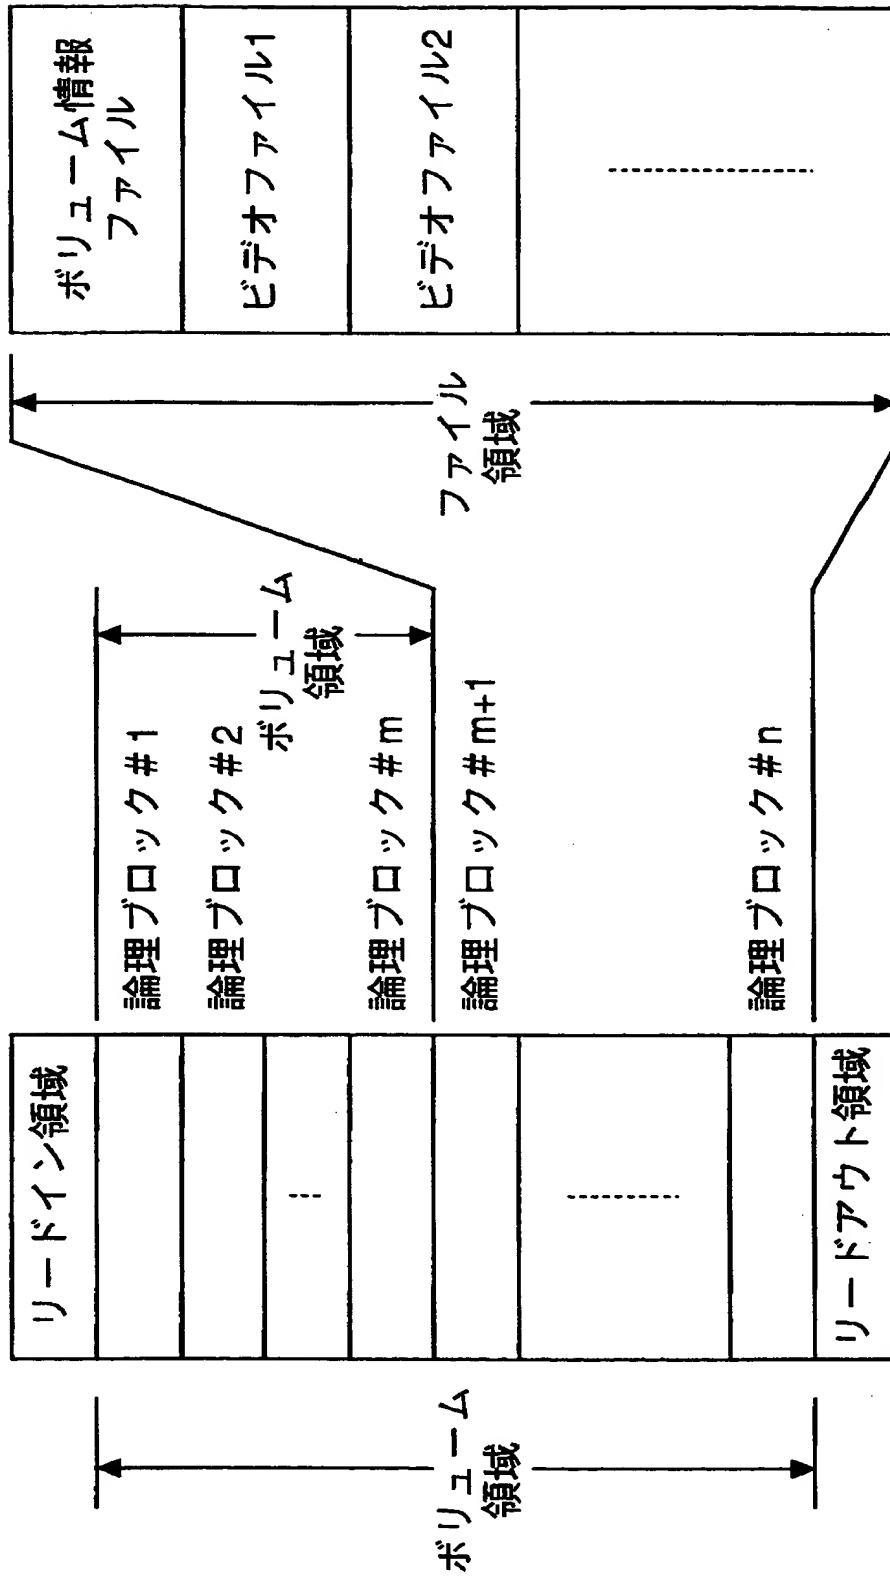 ボリューム
領域
リードイン領域
リードアウト領域
論理ブロック#1
論理ブロック#2
論理ブロック#m
論理ブロック#m+1
論理ブロック#n
ボリューム
領域
ファイル
領域
ボリューム情報
ファイル
ビデオファイル1
ビデオファイル2